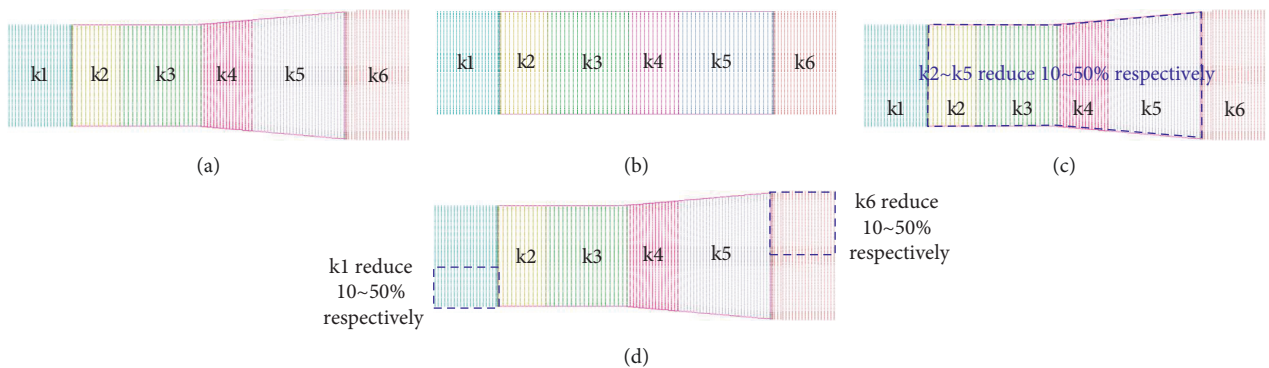 k1 k2 k3 k4 k5 k6
(a)
k1 k2 k3 k4 k5 k6
(b)
k2~k5 reduce 10~50% respectively
k1 k2 k3 k4 k5 k6
(c)
k1 reduce
10~50%
respectively
k2 k3 k4 k5
k6 reduce
10~50%
respectively
(d)